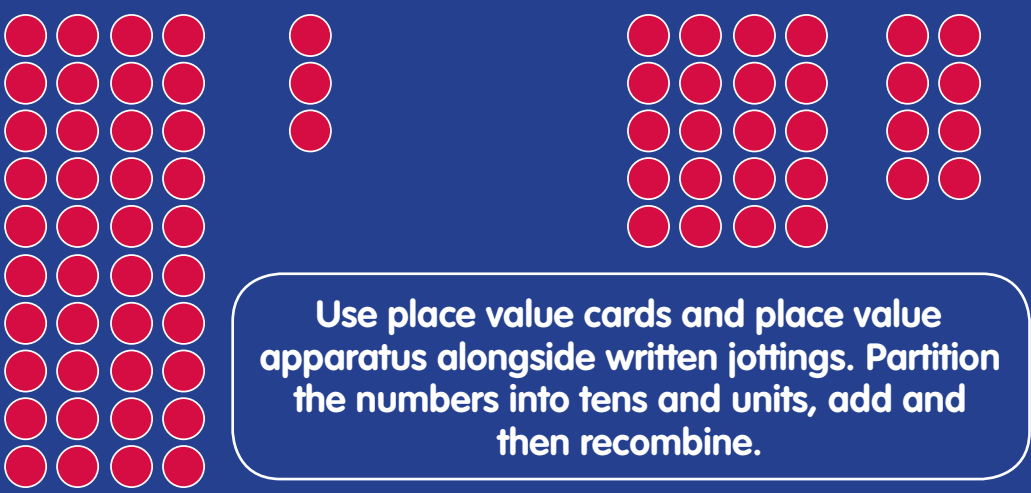 Use place value cards and place value
apparatus alongside written jottings. Partition
the numbers into tens and units, add and
then recombine.